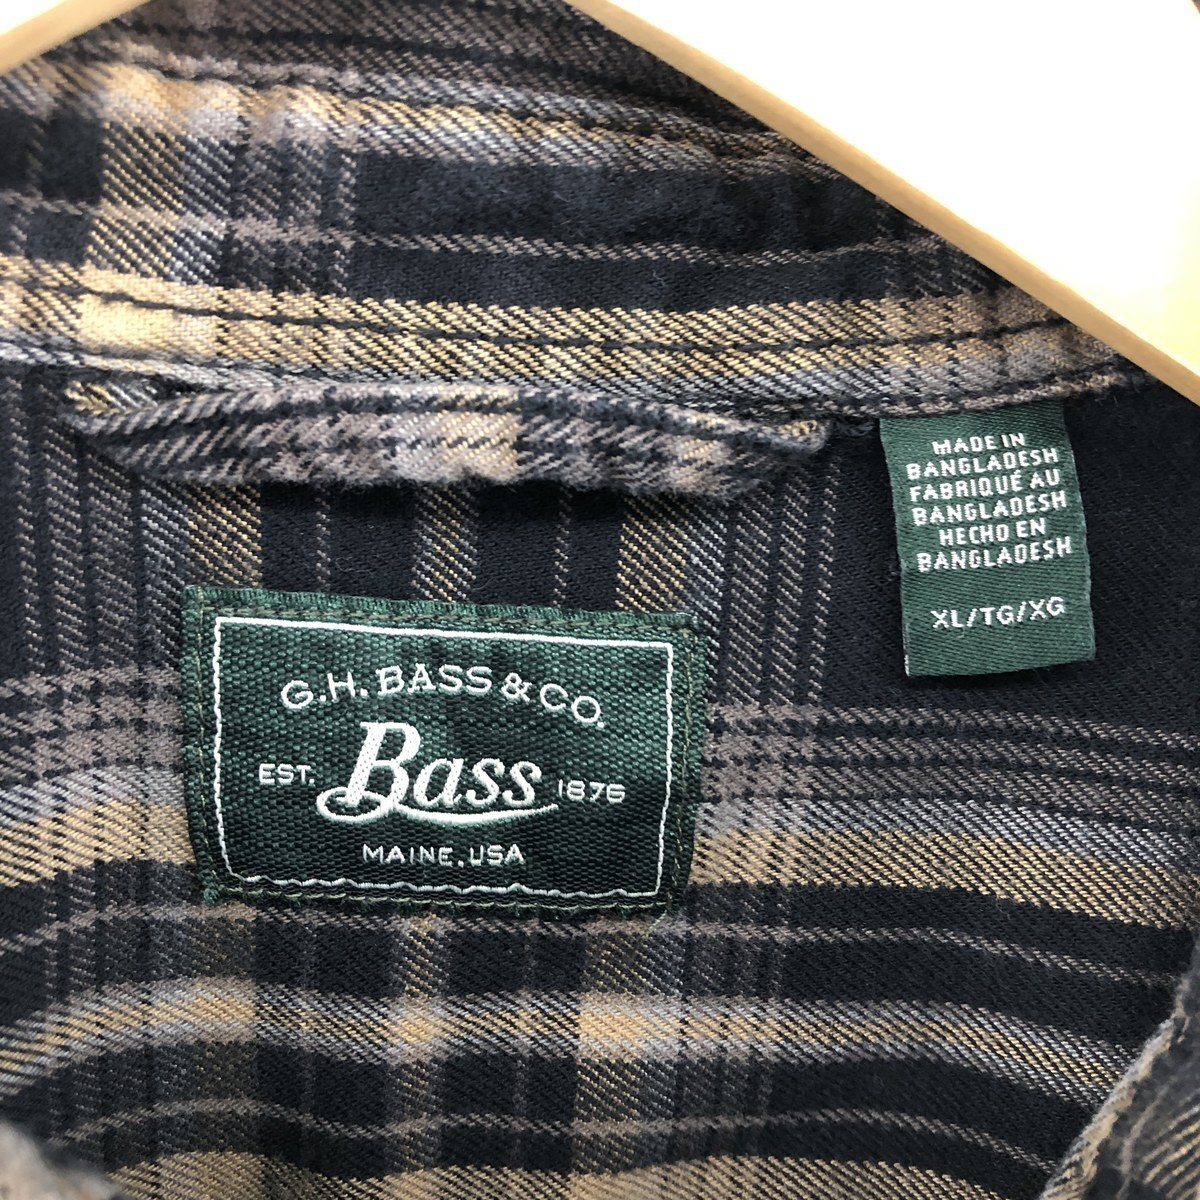 MADE IN
BANGLADESH
FABRIQUÉ AU
BANGLADESH
HECHO EN
BANGLADESH
XL/TG/XG
G.H. BASS & CO.
EST. Bass 1876
MAINE, USA